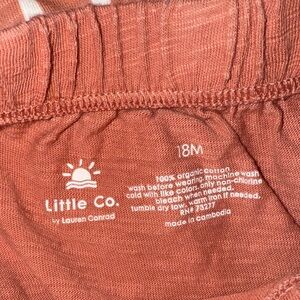 18M
Little Co.
by Lauren Conrad
100% organic cotton
wash before wearing, machine wash
cold with like colors, only non-chlorine
bleach when needed.
tumble dry low, warm iron if needed.
RN# 73277
made in cambodia